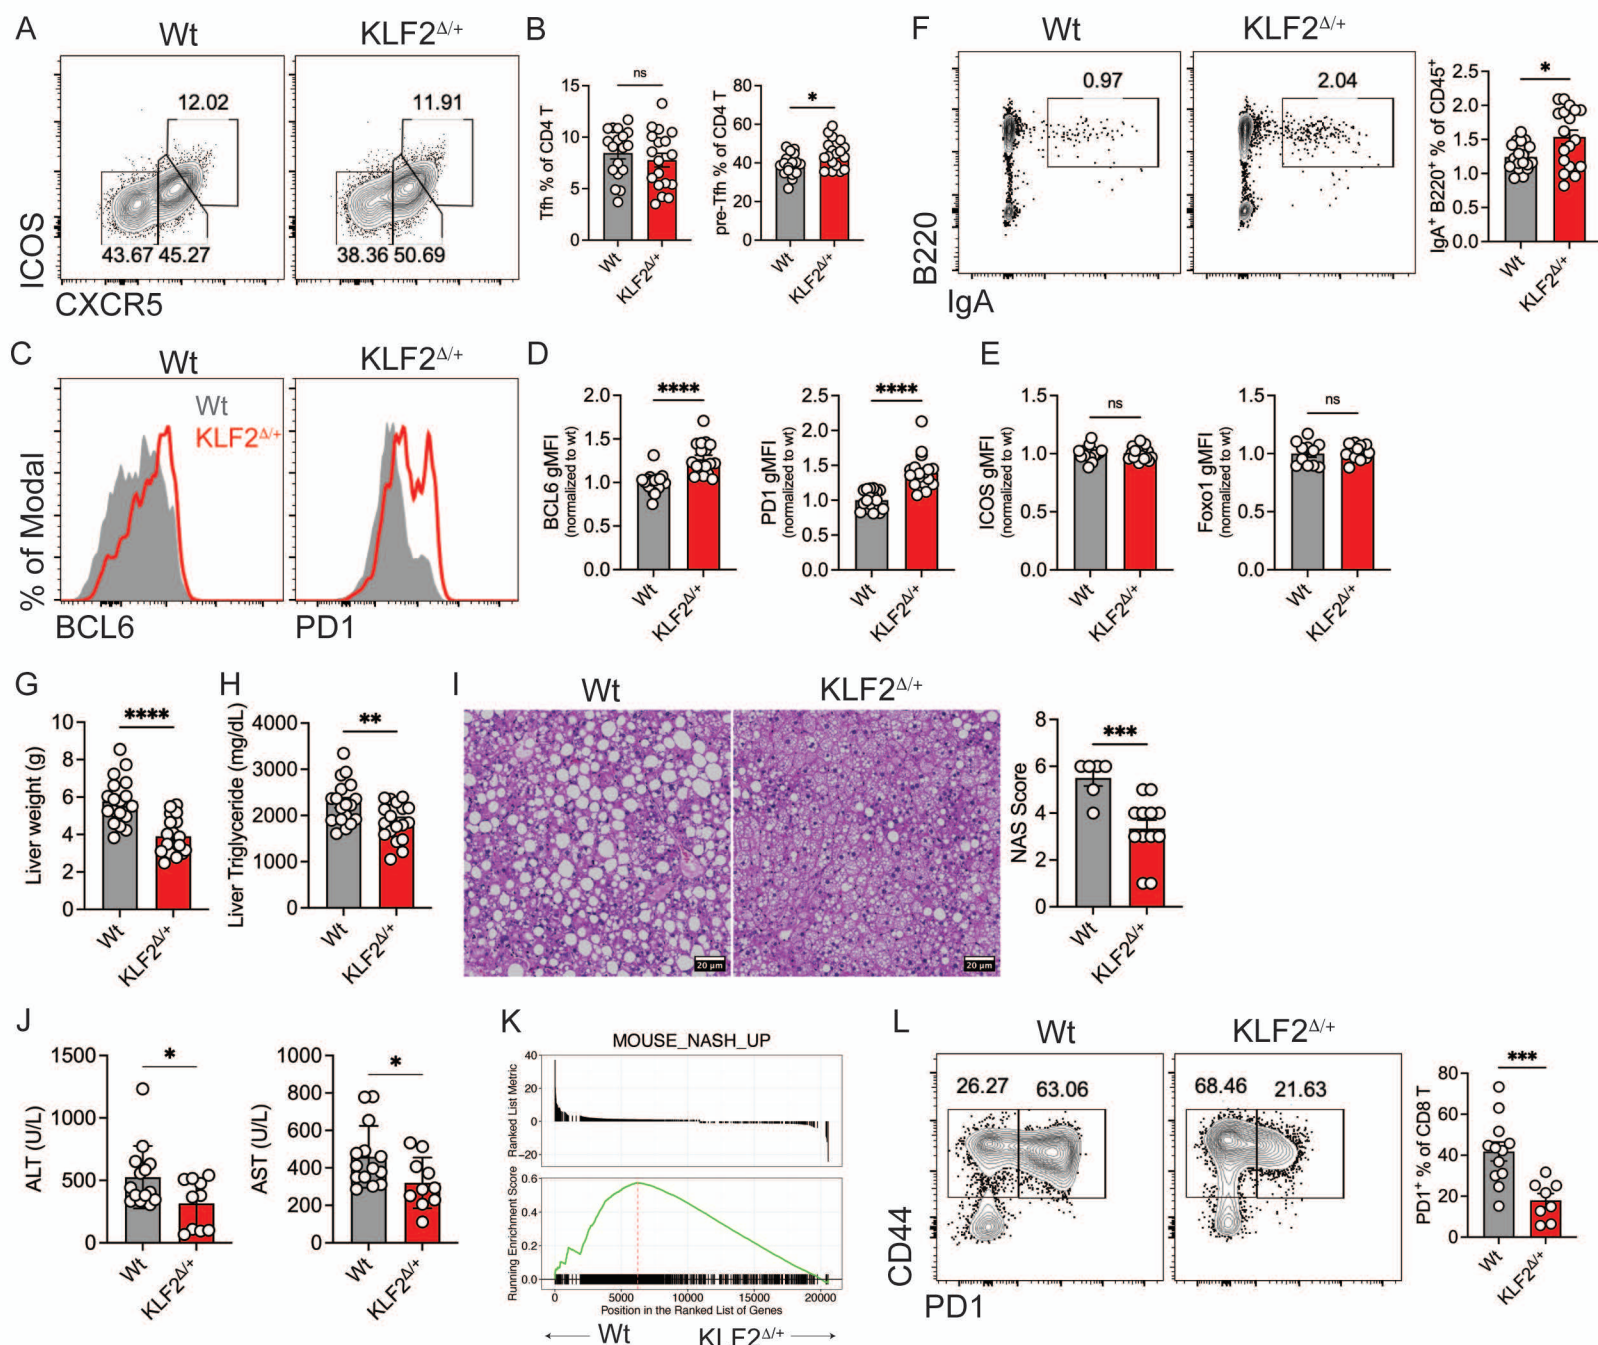 A
Wt
KLF2Δ/+
12.02
11.91
43.67 45.27
38.36 50.69
ICOS
CXCR5
B
ns
Tfh % of CD4 T
15
10
5
0
Wt
KLF2Δ/+
*
pre-Tfh % of CD4 T
80
60
40
20
0
Wt
KLF2Δ/+
F
Wt
KLF2Δ/+
0.97
2.04
B220
IgA
*
IgA+ B220+ % of CD45+
2.5
2.0
1.5
1.0
0.5
0.0
Wt
KLF2Δ/+
C
Wt
KLF2Δ/+
Wt
KLF2Δ/+
% of Modal
BCL6
PD1
D
****
BCL6 gMFI
(normalized to wt)
2.0
1.5
1.0
0.5
0.0
Wt
KLF2Δ/+
****
PD1 gMFI
(normalized to wt)
2.5
2.0
1.5
1.0
0.5
0.0
Wt
KLF2Δ/+
E
ns
ICOS gMFI
(normalized to wt)
1.5
1.0
0.5
0.0
Wt
KLF2Δ/+
ns
Foxo1 gMFI
(normalized to wt)
1.5
1.0
0.5
0.0
Wt
KLF2Δ/+
G
****
Liver weight (g)
10
8
6
4
2
0
Wt
KLF2Δ/+
H
**
Liver Triglyceride (mg/dL)
4000
3000
2000
1000
0
Wt
KLF2Δ/+
I
Wt
KLF2Δ/+
20 µm
20 µm
***
NAS Score
8
6
4
2
0
Wt
KLF2Δ/+
J
*
ALT (U/L)
1500
1000
500
0
Wt
KLF2Δ/+
*
AST (U/L)
1000
800
600
400
200
0
Wt
KLF2Δ/+
K
MOUSE_NASH_UP
Ranked List Metric
40
20
0
−20
Running Enrichment Score
0.6
0.4
0.2
0.0
0
5000
10000
15000
20000
Position in the Ranked List of Genes
Wt
KLF2Δ/+
L
Wt
KLF2Δ/+
26.27
63.06
68.46
21.63
CD44
PD1
***
PD1+ % of CD8 T
80
60
40
20
0
Wt
KLF2Δ/+